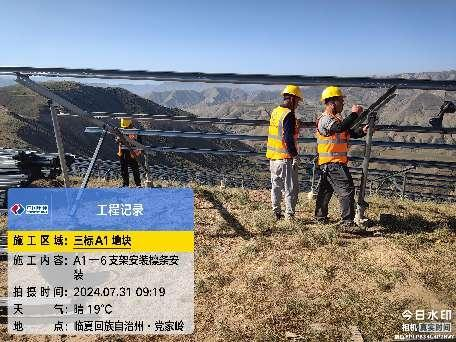 工程记录
施工区域：三标A1地块
施工内容：A1—6支架安装檩条安
装
拍摄时间：2024.07.31 09:19
天　气：晴 19℃
地　点：临夏回族自治州·党家岭
今日水印
相机 真实时间